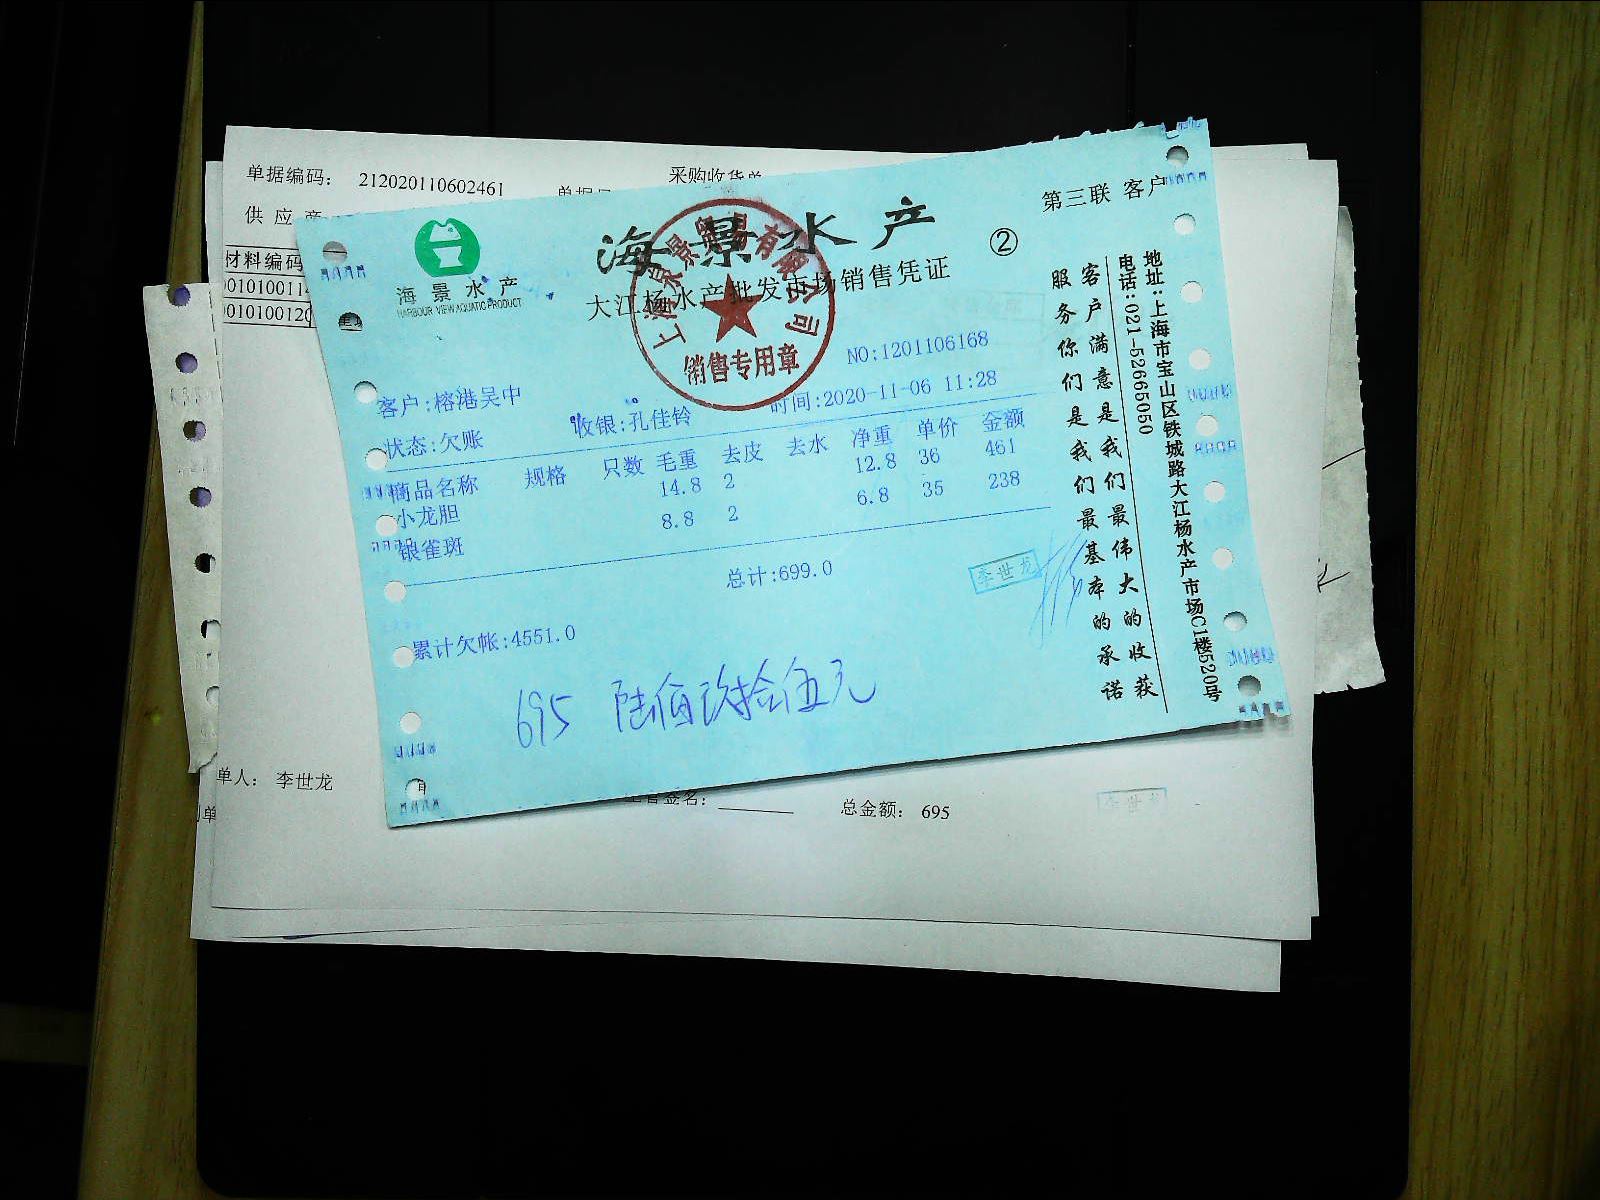 采购收货单
单据编码： 212020110602461
供应商
材料编码
海景水产
HARBOUR VIEW AQUATIC PRODUCT
海景水产
大江杨水产批发市场销售凭证
②
第三联 客户
销售专用章
NO:1201106168
客户:榕港吴中
收银:孔佳铃
时间:2020-11-06 11:28
状态:欠账
商品名称 规格 只数 毛重 去皮 去水 净重 单价 金额
小龙胆 14.8 2 12.8 36 461
银雀斑 8.8 2 6.8 35 238
总计:699.0
李世龙
累计欠帐:4551.0
695 陆佰玖拾伍元
客户满意是我们最伟大的收获
服务你们是我们最基本的承诺
地址:上海市宝山区铁城路大江杨水产市场C1楼520号
电话:021-52665050
单人： 李世龙
签名：
总金额： 695
李世龙